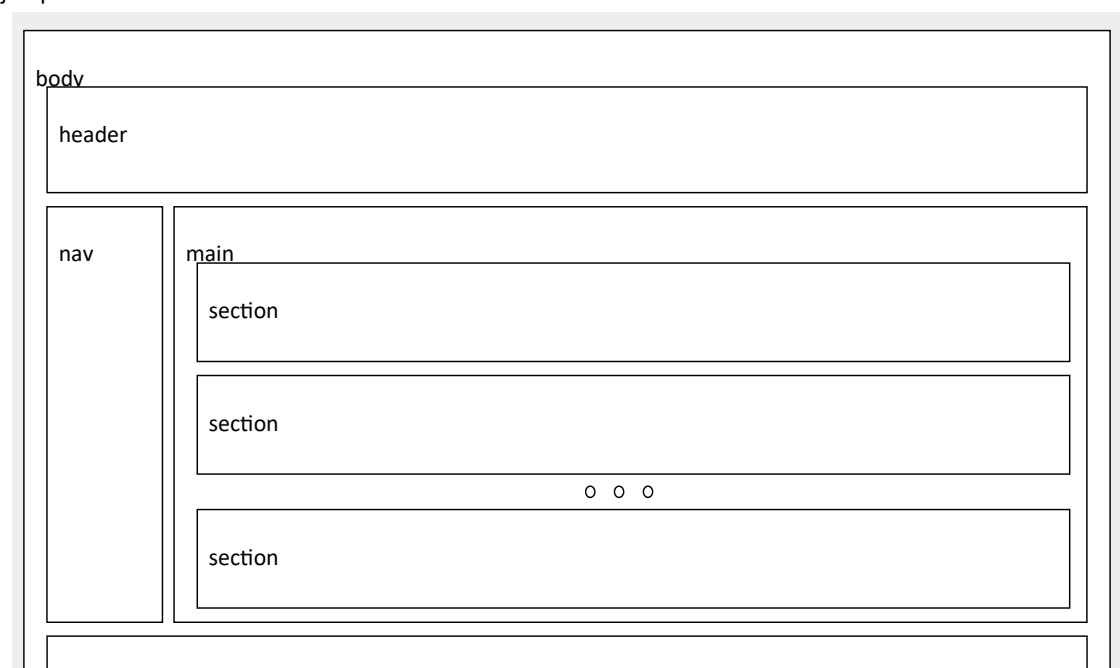 body
header
nav
main
section
section
o o o
section